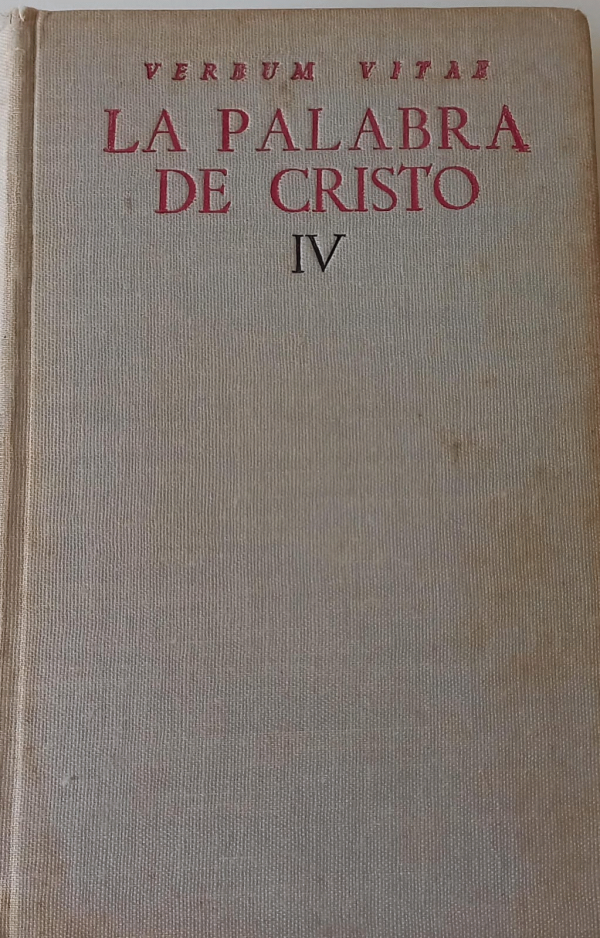 VERBUM VITAE
LA PALABRA
DE CRISTO
IV